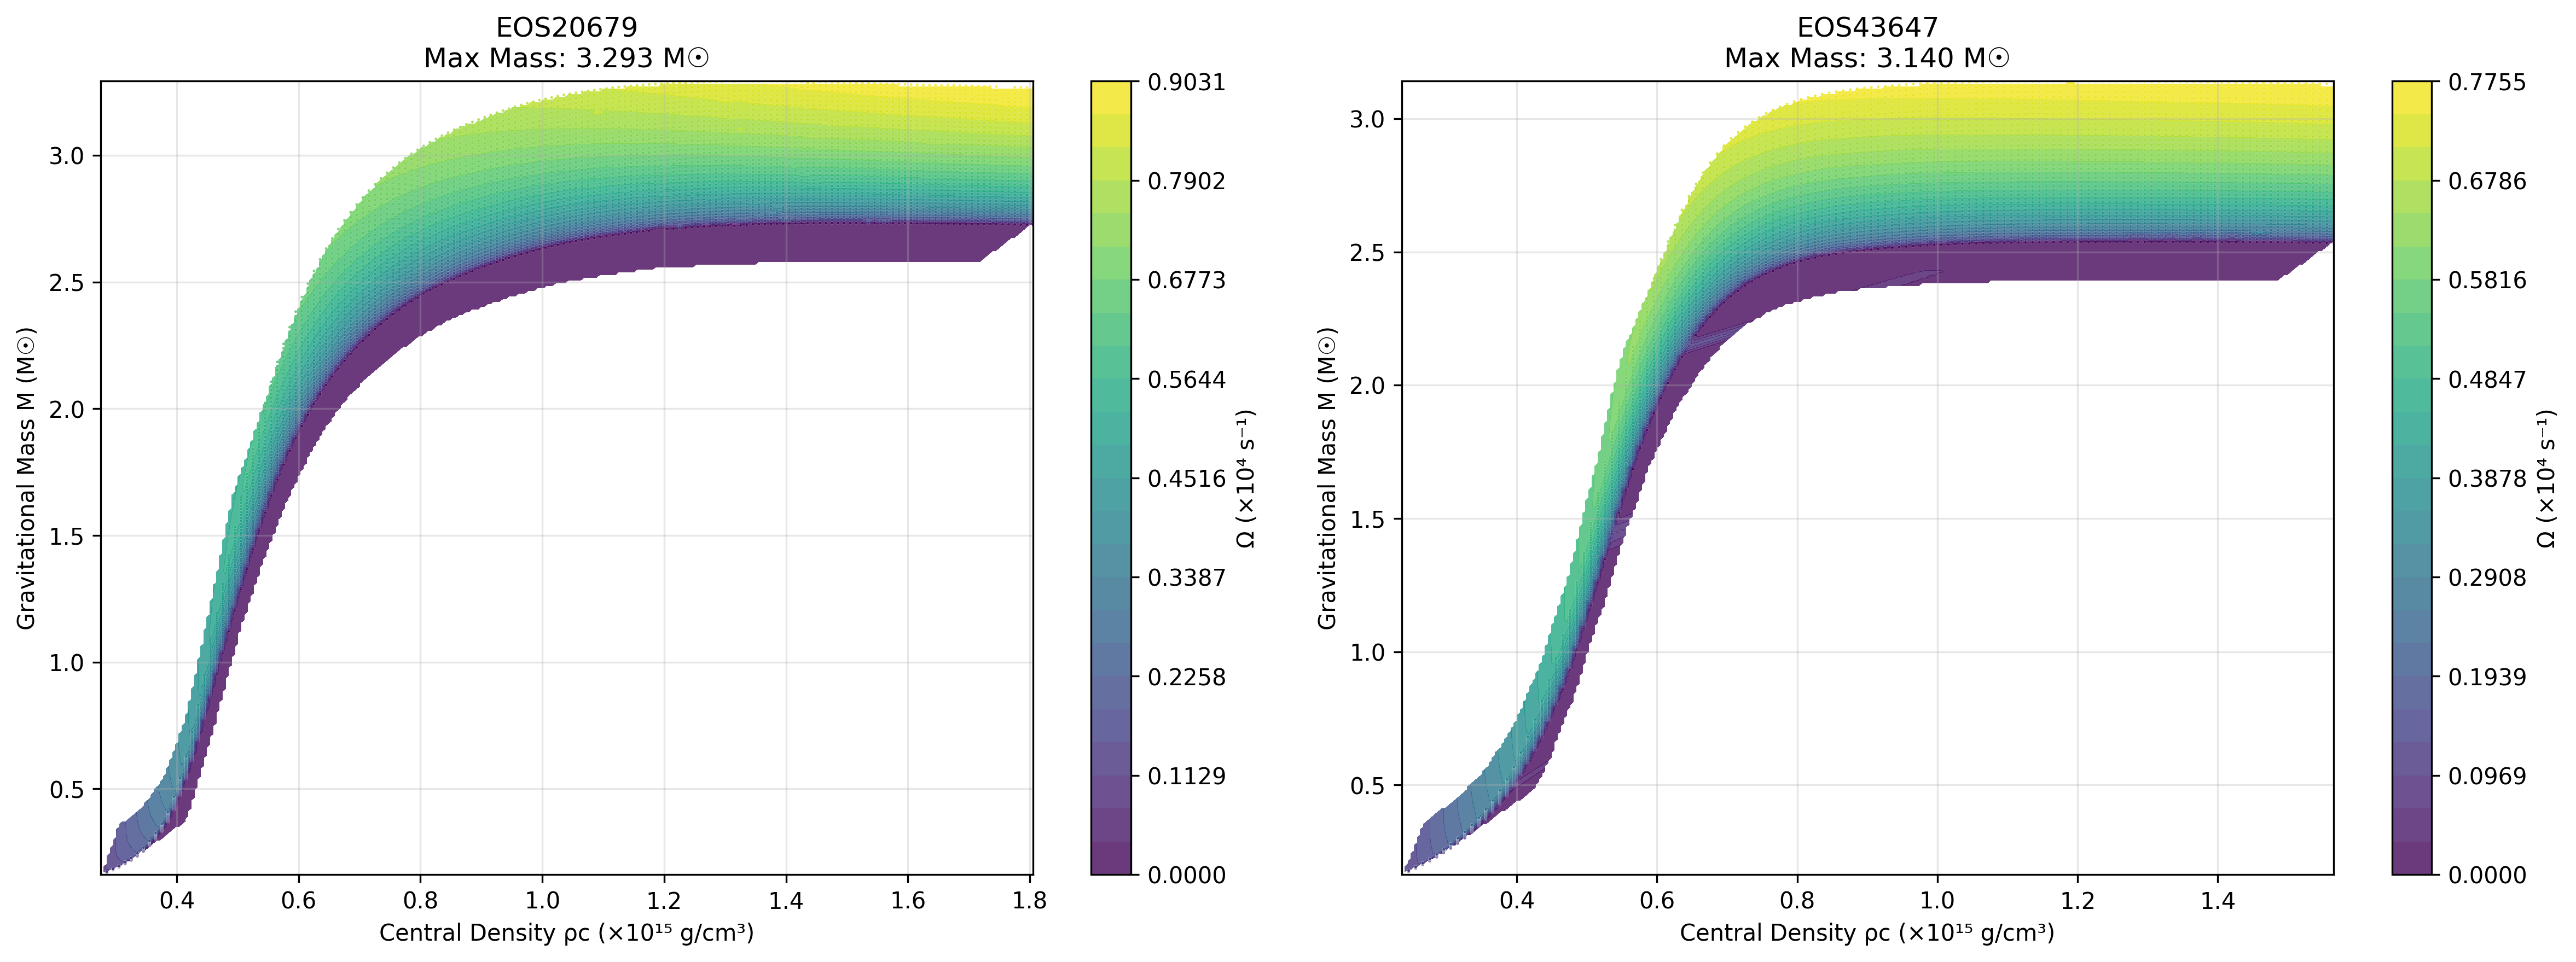 EOS20679
Max Mass: 3.293 M☉
Gravitational Mass M (M☉)
3.0
2.5
2.0
1.5
1.0
0.5
0.4 0.6 0.8 1.0 1.2 1.4 1.6 1.8
Central Density ρc (×10¹⁵ g/cm³)
0.9031
0.7902
0.6773
0.5644
0.4516
0.3387
0.2258
0.1129
0.0000
Ω (×10⁴ s⁻¹)
EOS43647
Max Mass: 3.140 M☉
Gravitational Mass M (M☉)
3.0
2.5
2.0
1.5
1.0
0.5
0.4 0.6 0.8 1.0 1.2 1.4
Central Density ρc (×10¹⁵ g/cm³)
0.7755
0.6786
0.5816
0.4847
0.3878
0.2908
0.1939
0.0969
0.0000
Ω (×10⁴ s⁻¹)